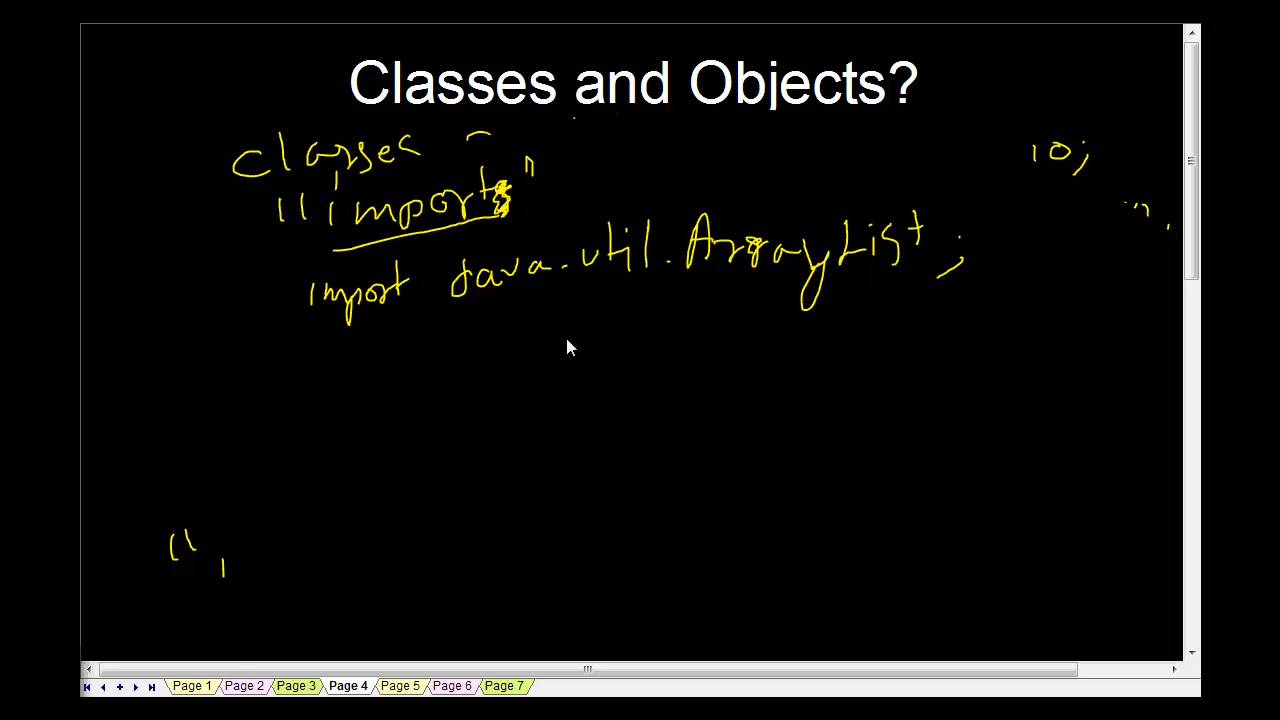 Classes and Objects?
Classes
10;
"import"
import java.util.ArrayList;
Page 1 Page 2 Page 3 Page 4 Page 5 Page 6 Page 7